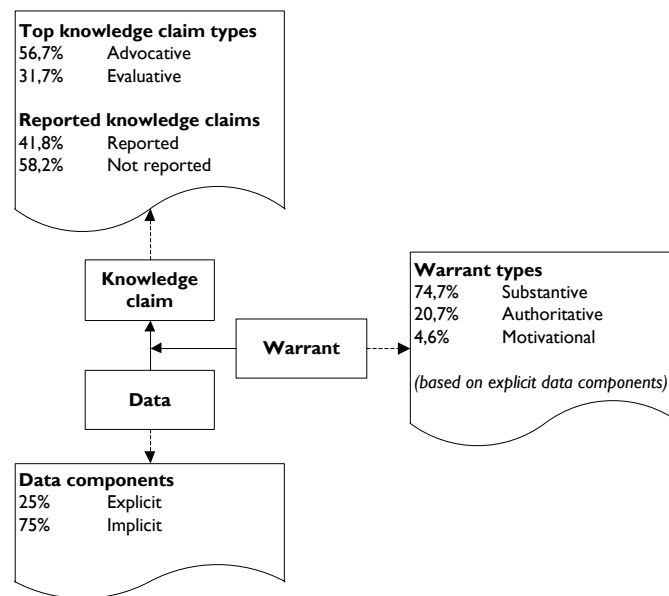 Top knowledge claim types
56,7% Advocative
31,7% Evaluative
Reported knowledge claims
41,8% Reported
58,2% Not reported
Knowledge
claim
Warrant types
74,7% Substantive
20,7% Authoritative
4,6% Motivational
(based on explicit data components)
Warrant
Data
Data components
25% Explicit
75% Implicit